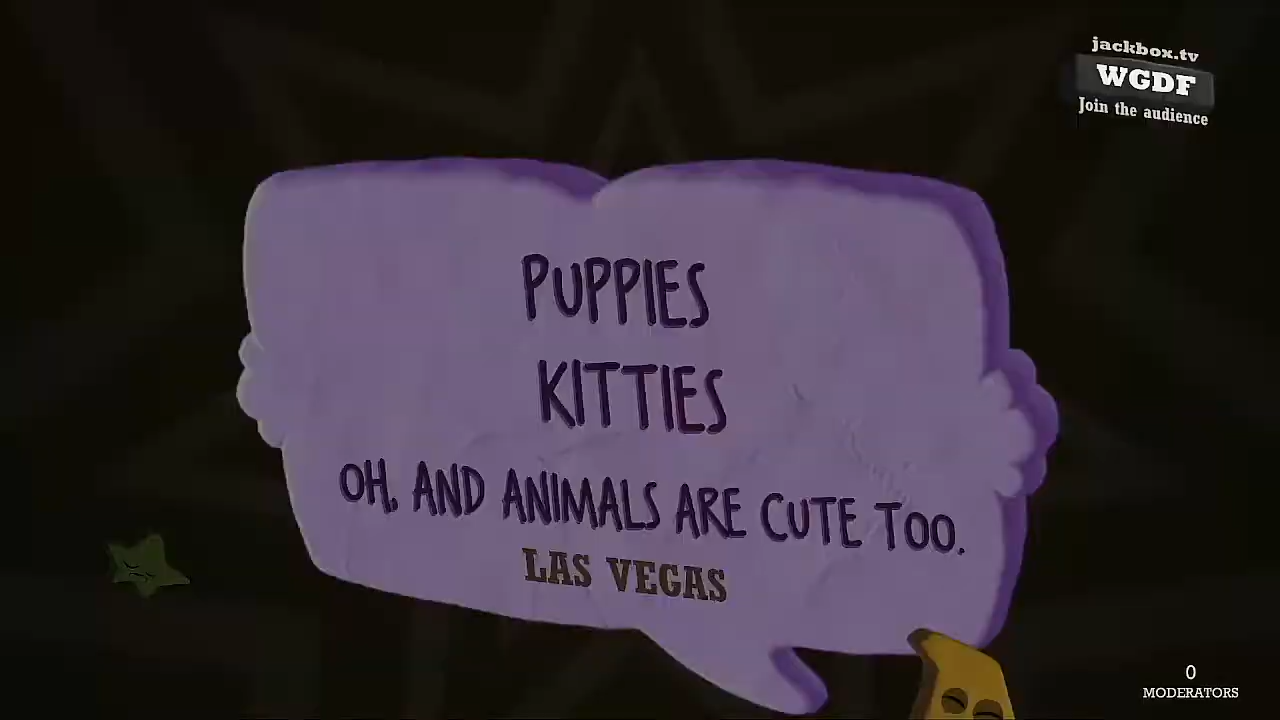 jackbox.tv
WGDF
Join the audience
PUPPIES
KITTIES
OH, AND ANIMALS ARE CUTE TOO.
LAS VEGAS
0
MODERATORS